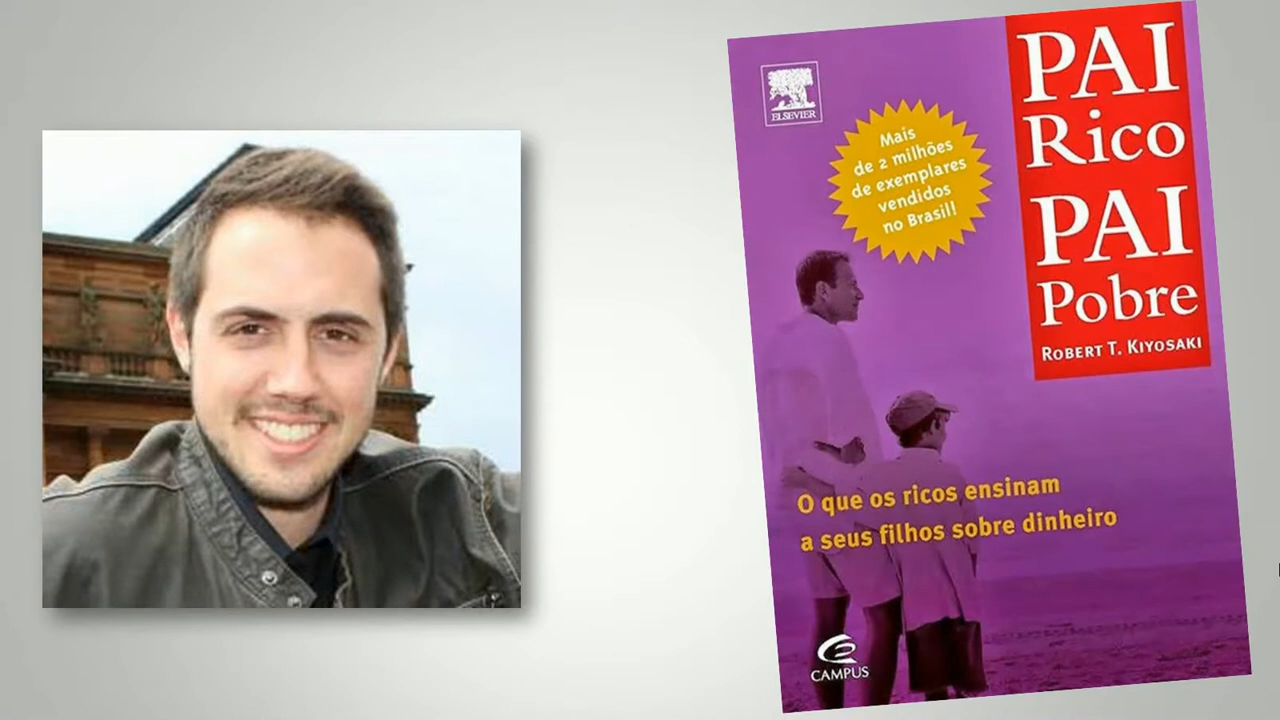 ELSEVIER
Mais
de 2 milhões
de exemplares
vendidos
no Brasil!
PAI
Rico
PAI
Pobre
ROBERT T. KIYOSAKI
O que os ricos ensinam
a seus filhos sobre dinheiro
CAMPUS